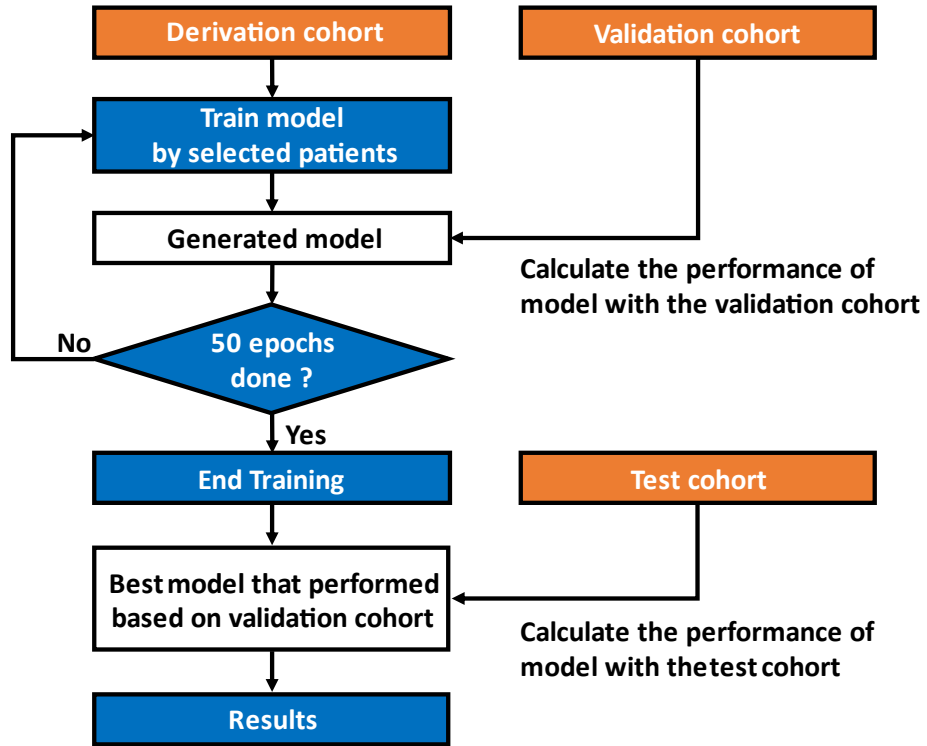 Derivation cohort
Validation cohort
Train model
by selected patients
Generated model
Calculate the performance of
model with the validation cohort
50 epochs
done ?
No
Yes
End Training
Test cohort
Best model that performed
based on validation cohort
Calculate the performance of
model with the test cohort
Results